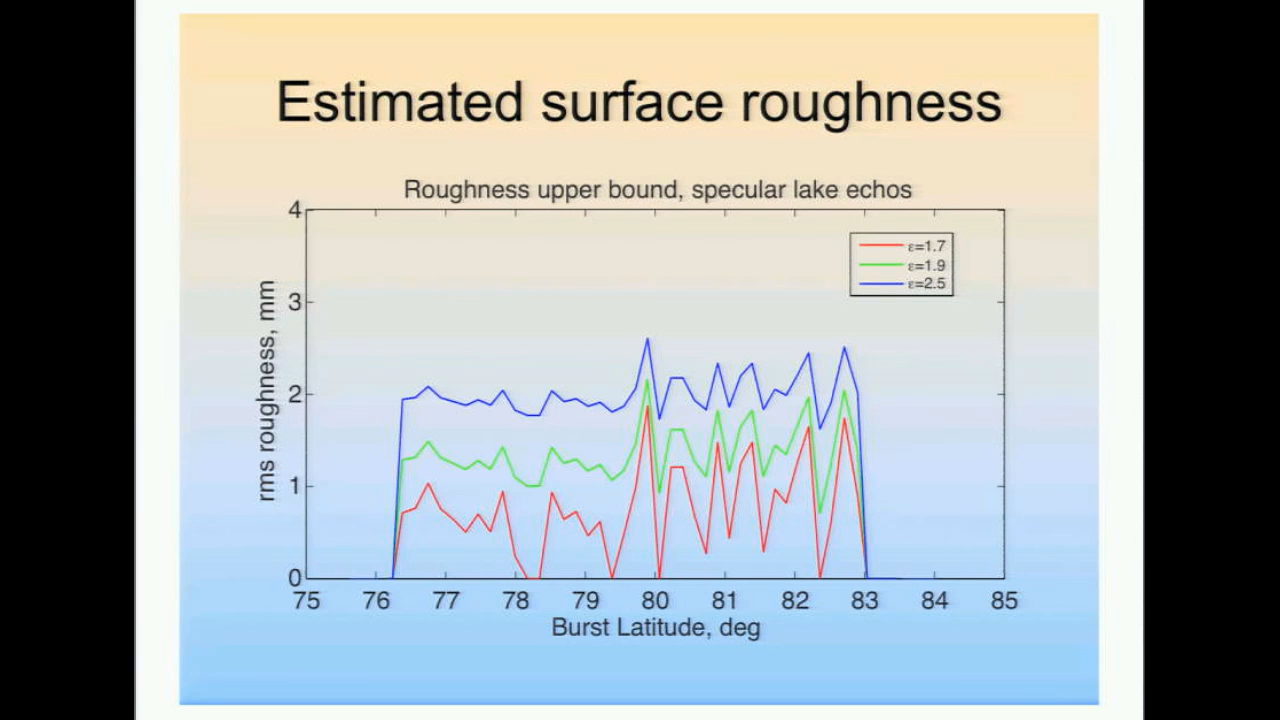 Estimated surface roughness
Roughness upper bound, specular lake echos
4
3
2
1
0
rms roughness, mm
ε=1.7
ε=1.9
ε=2.5
75 76 77 78 79 80 81 82 83 84 85
Burst Latitude, deg